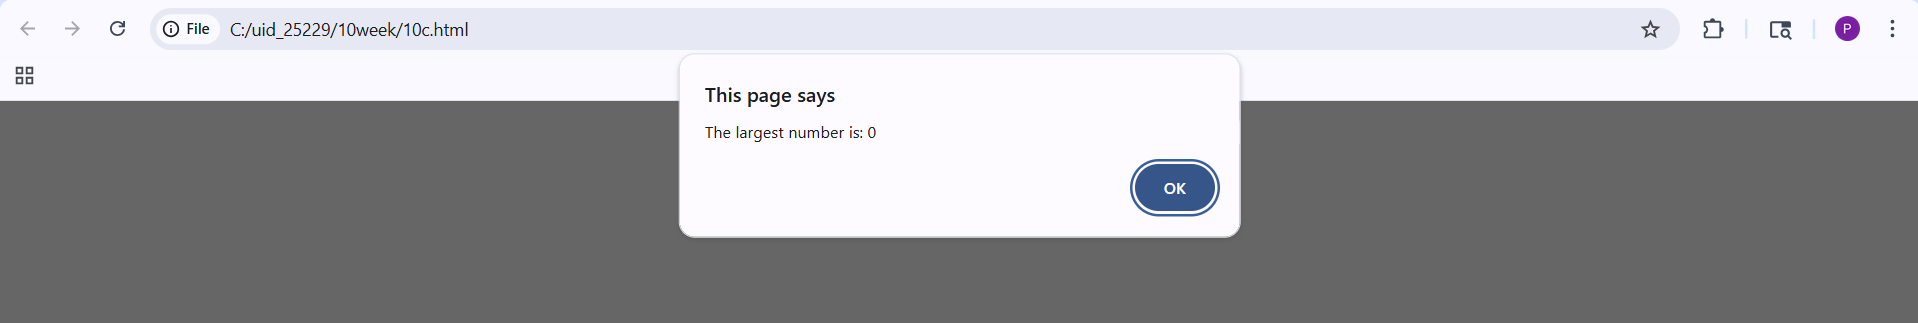 File C:/uid_25229/10week/10c.html
P
This page says
The largest number is: 0
OK